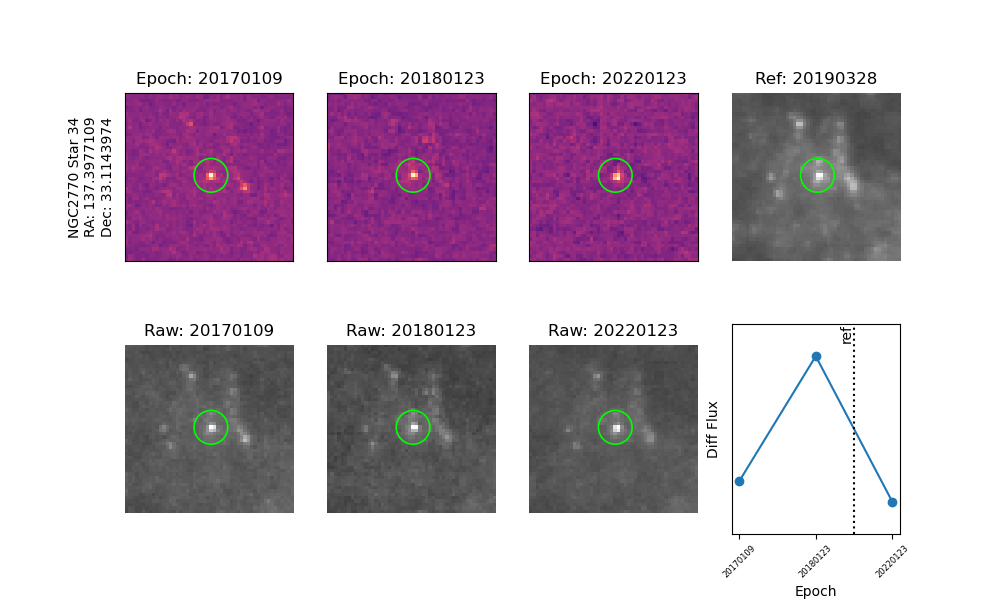 NGC2770 Star 34
RA: 137.3977109
Dec: 33.1143974
Epoch: 20170109
Epoch: 20180123
Epoch: 20220123
Ref: 20190328
Raw: 20170109
Raw: 20180123
Raw: 20220123
ref
Diff Flux
20170109
20180123
20220123
Epoch